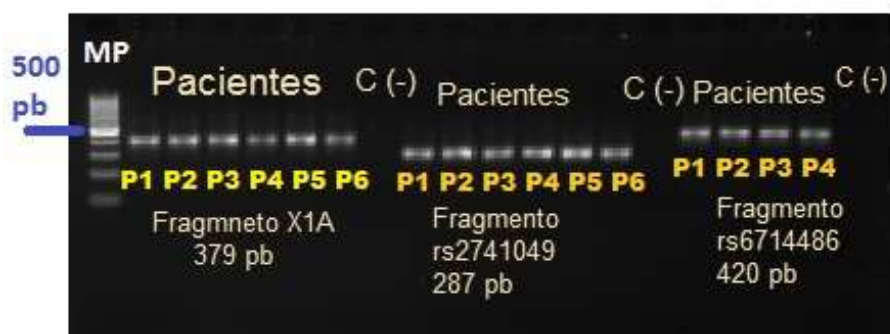 500
pb
MP
Pacientes
C (-)
P1 P2 P3 P4 P5 P6
Fragmneto X1A
379 pb
Pacientes
C (-)
P1 P2 P3 P4 P5 P6
Fragmento
rs2741049
287 pb
Pacientes
C (-)
P1 P2 P3 P4
Fragmento
rs6714486
420 pb